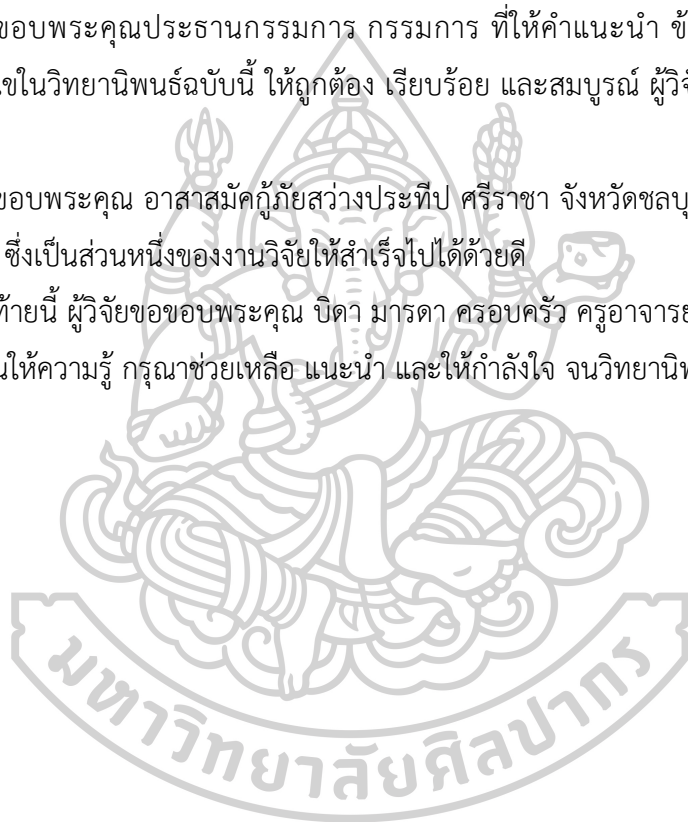 ขอบพระคุณประธานกรรมการ กรรมการ ที่ให้คำแนะนำ ข้
ขในวิทยานิพนธ์ฉบับนี้ ให้ถูกต้อง เรียบร้อย และสมบูรณ์ ผู้วิจั
ขอบพระคุณ อาสาสมัคกู้ภัยสว่างประทีป ศรีราชา จังหวัดชลบุ
ซึ่งเป็นส่วนหนึ่งของงานวิจัยให้สำเร็จไปได้ด้วยดี
ท้ายนี้ ผู้วิจัยขอขอบพระคุณ บิดา มารดา ครอบครัว ครูอาจารย
นให้ความรู้ กรุณาช่วยเหลือ แนะนำ และให้กำลังใจ จนวิทยานิพ
มหาวิทยาลัยศิลปากร